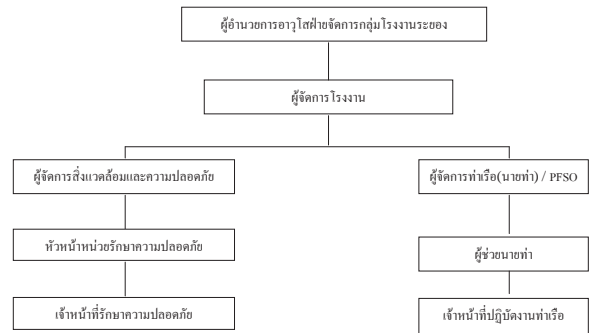 ผู้อำนวยการอาวุโสฝ่ายจัดการกลุ่มโรงงานระยอง
ผู้จัดการโรงงาน
ผู้จัดการสิ่งแวดล้อมและความปลอดภัย
ผู้จัดการท่าเรือ(นายท่า) / PFSO
หัวหน้าหน่วยรักษาความปลอดภัย
ผู้ช่วยนายท่า
เจ้าหน้าที่รักษาความปลอดภัย
เจ้าหน้าที่ปฎิบัดงานท่าเรือ